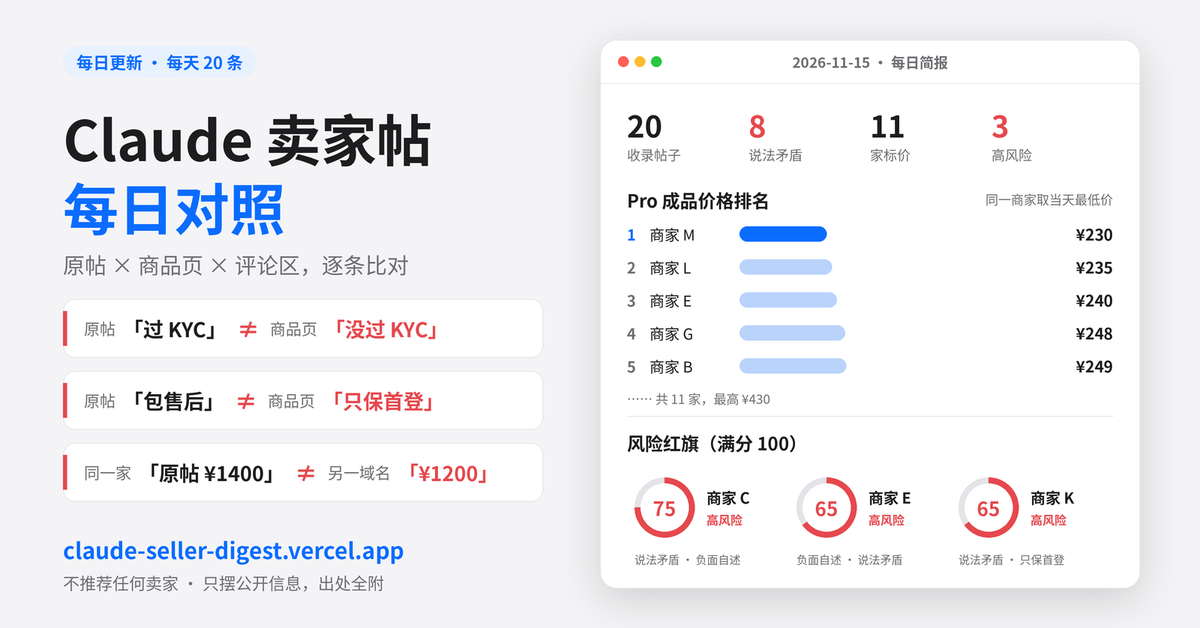 每日更新 · 每天 20 条
Claude 卖家帖
每日对照
原帖 × 商品页 × 评论区，逐条比对
原帖 「过 KYC」 ≠ 商品页 「没过 KYC」
原帖 「包售后」 ≠ 商品页 「只保首登」
同一家 「原帖 ¥1400」 ≠ 另一域名 「¥1200」
claude-seller-digest.vercel.app
不推荐任何卖家 · 只摆公开信息，出处全附
2026-11-15 · 每日简报
20 8 11 3
收录帖子 说法矛盾 家标价 高风险
Pro 成品价格排名 同一商家取当天最低价
1 商家 M ¥230
2 商家 L ¥235
3 商家 E ¥240
4 商家 G ¥248
5 商家 B ¥249
······ 共 11 家，最高 ¥430
风险红旗（满分 100）
75 商家 C 高风险
65 商家 E 高风险
65 商家 K 高风险
说法矛盾 · 负面自述 负面自述 · 说法矛盾 说法矛盾 · 只保首登